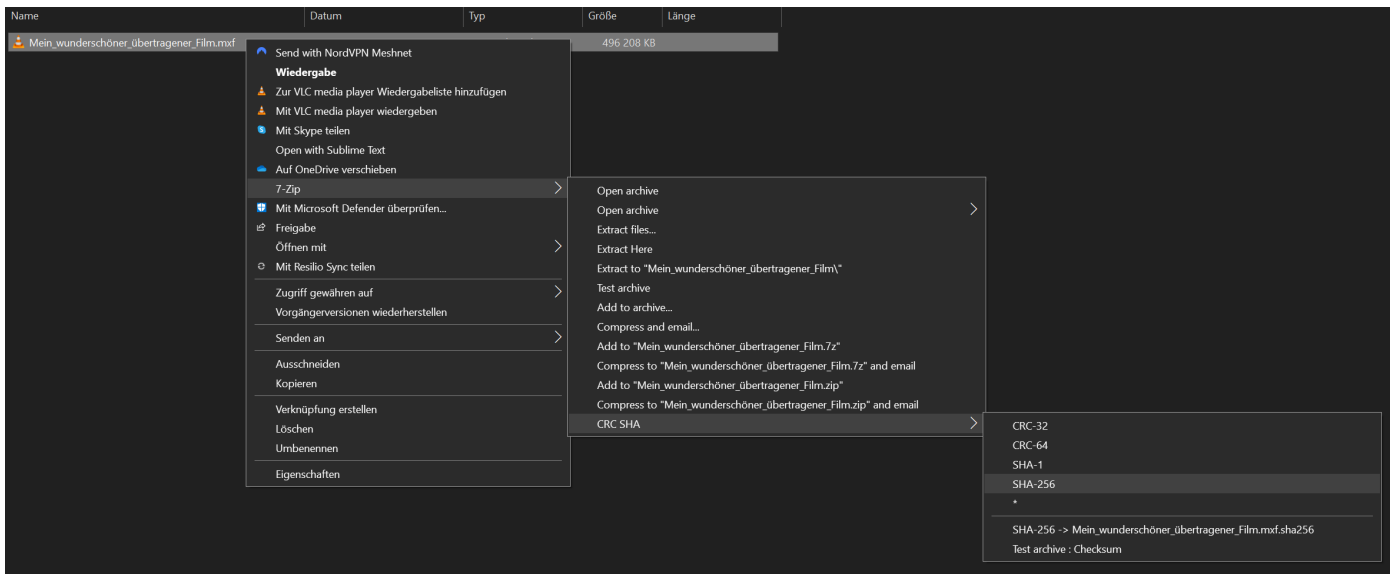 Name Datum Typ Größe Länge
Mein_wunderschöner_übertragener_Film.mxf 496 208 KB
Send with NordVPN Meshnet
Wiedergabe
Zur VLC media player Wiedergabeliste hinzufügen
Mit VLC media player wiedergeben
Mit Skype teilen
Open with Sublime Text
Auf OneDrive verschieben
7-Zip
Mit Microsoft Defender überprüfen...
Freigabe
Öffnen mit
Mit Resilio Sync teilen
Zugriff gewähren auf
Vorgängerversionen wiederherstellen
Senden an
Ausschneiden
Kopieren
Verknüpfung erstellen
Löschen
Umbenennen
Eigenschaften
Open archive
Open archive
Extract files...
Extract Here
Extract to "Mein_wunderschöner_übertragener_Film\"
Test archive
Add to archive...
Compress and email...
Add to "Mein_wunderschöner_übertragener_Film.7z"
Compress to "Mein_wunderschöner_übertragener_Film.7z" and email
Add to "Mein_wunderschöner_übertragener_Film.zip"
Compress to "Mein_wunderschöner_übertragener_Film.zip" and email
CRC SHA
CRC-32
CRC-64
SHA-1
SHA-256
*
SHA-256 -> Mein_wunderschöner_übertragener_Film.mxf.sha256
Test archive : Checksum